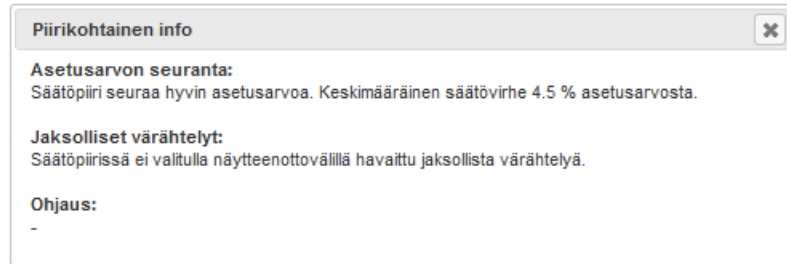 Piirikohtainen info
Asetusarvon seuranta:
Säätöpiiri seuraa hyvin asetusarvoa. Keskimääräinen säätövirhe 4.5 % asetusarvosta.
Jaksolliset värähtelyt:
Säätöpiirissä ei valitulla näytteenottovälillä havaittu jaksollista värähtelyä.
Ohjaus:
-